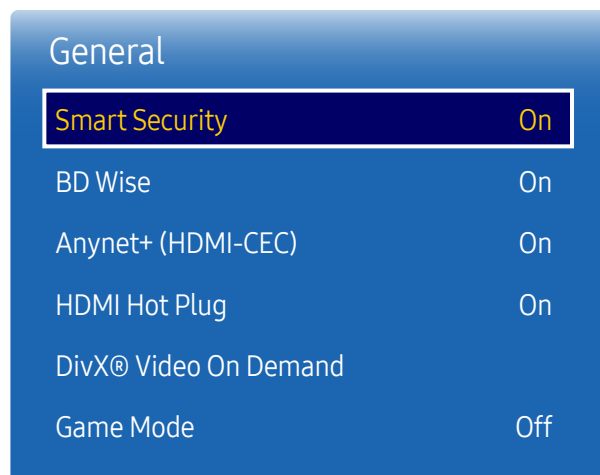 General
Smart Security On
BD Wise On
Anynet+ (HDMI-CEC) On
HDMI Hot Plug On
DivX® Video On Demand
Game Mode Off